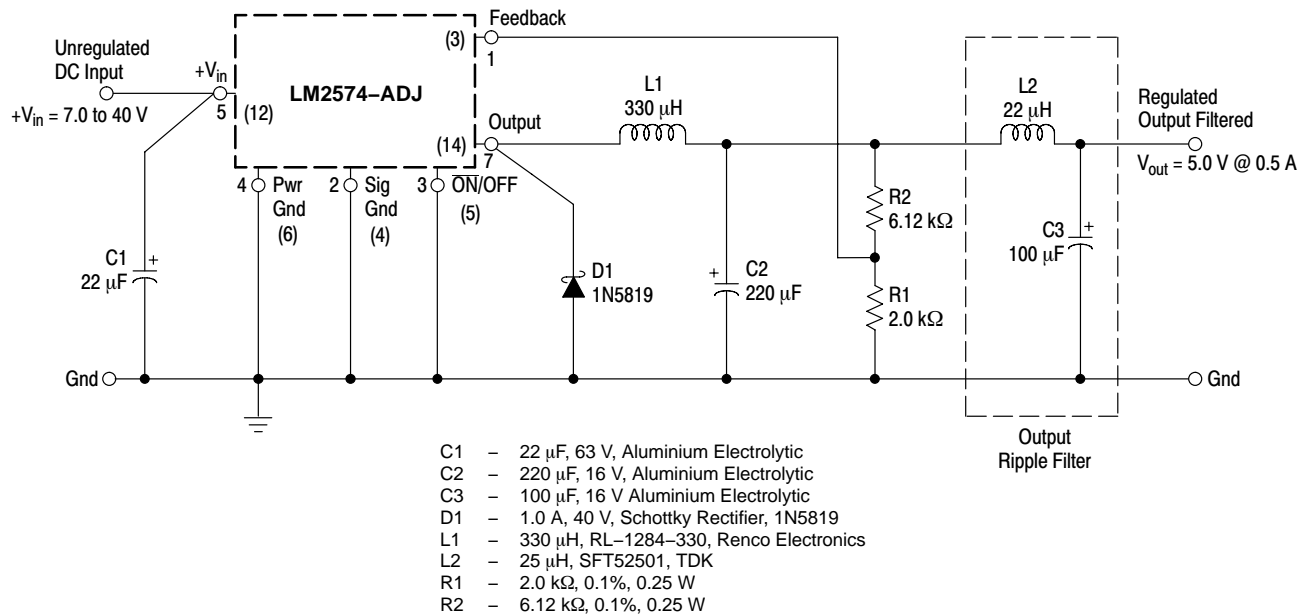 Feedback
(3)
1
Unregulated
DC Input
+Vin
5
(12)
+Vin = 7.0 to 40 V
LM2574–ADJ
Output
(14)
7
L1
330 μH
L2
22 μH
Regulated
Output Filtered
Vout = 5.0 V @ 0.5 A
4
Pwr
Gnd
(6)
2
Sig
Gnd
(4)
3
ON/OFF
(5)
R2
6.12 kΩ
C1
22 μF
+
D1
1N5819
+
C2
220 μF
R1
2.0 kΩ
C3
100 μF
+
Gnd
Gnd
Output
Ripple Filter
C1 – 22 μF, 63 V, Aluminium Electrolytic
C2 – 220 μF, 16 V, Aluminium Electrolytic
C3 – 100 μF, 16 V Aluminium Electrolytic
D1 – 1.0 A, 40 V, Schottky Rectifier, 1N5819
L1 – 330 μH, RL–1284–330, Renco Electronics
L2 – 25 μH, SFT52501, TDK
R1 – 2.0 kΩ, 0.1%, 0.25 W
R2 – 6.12 kΩ, 0.1%, 0.25 W